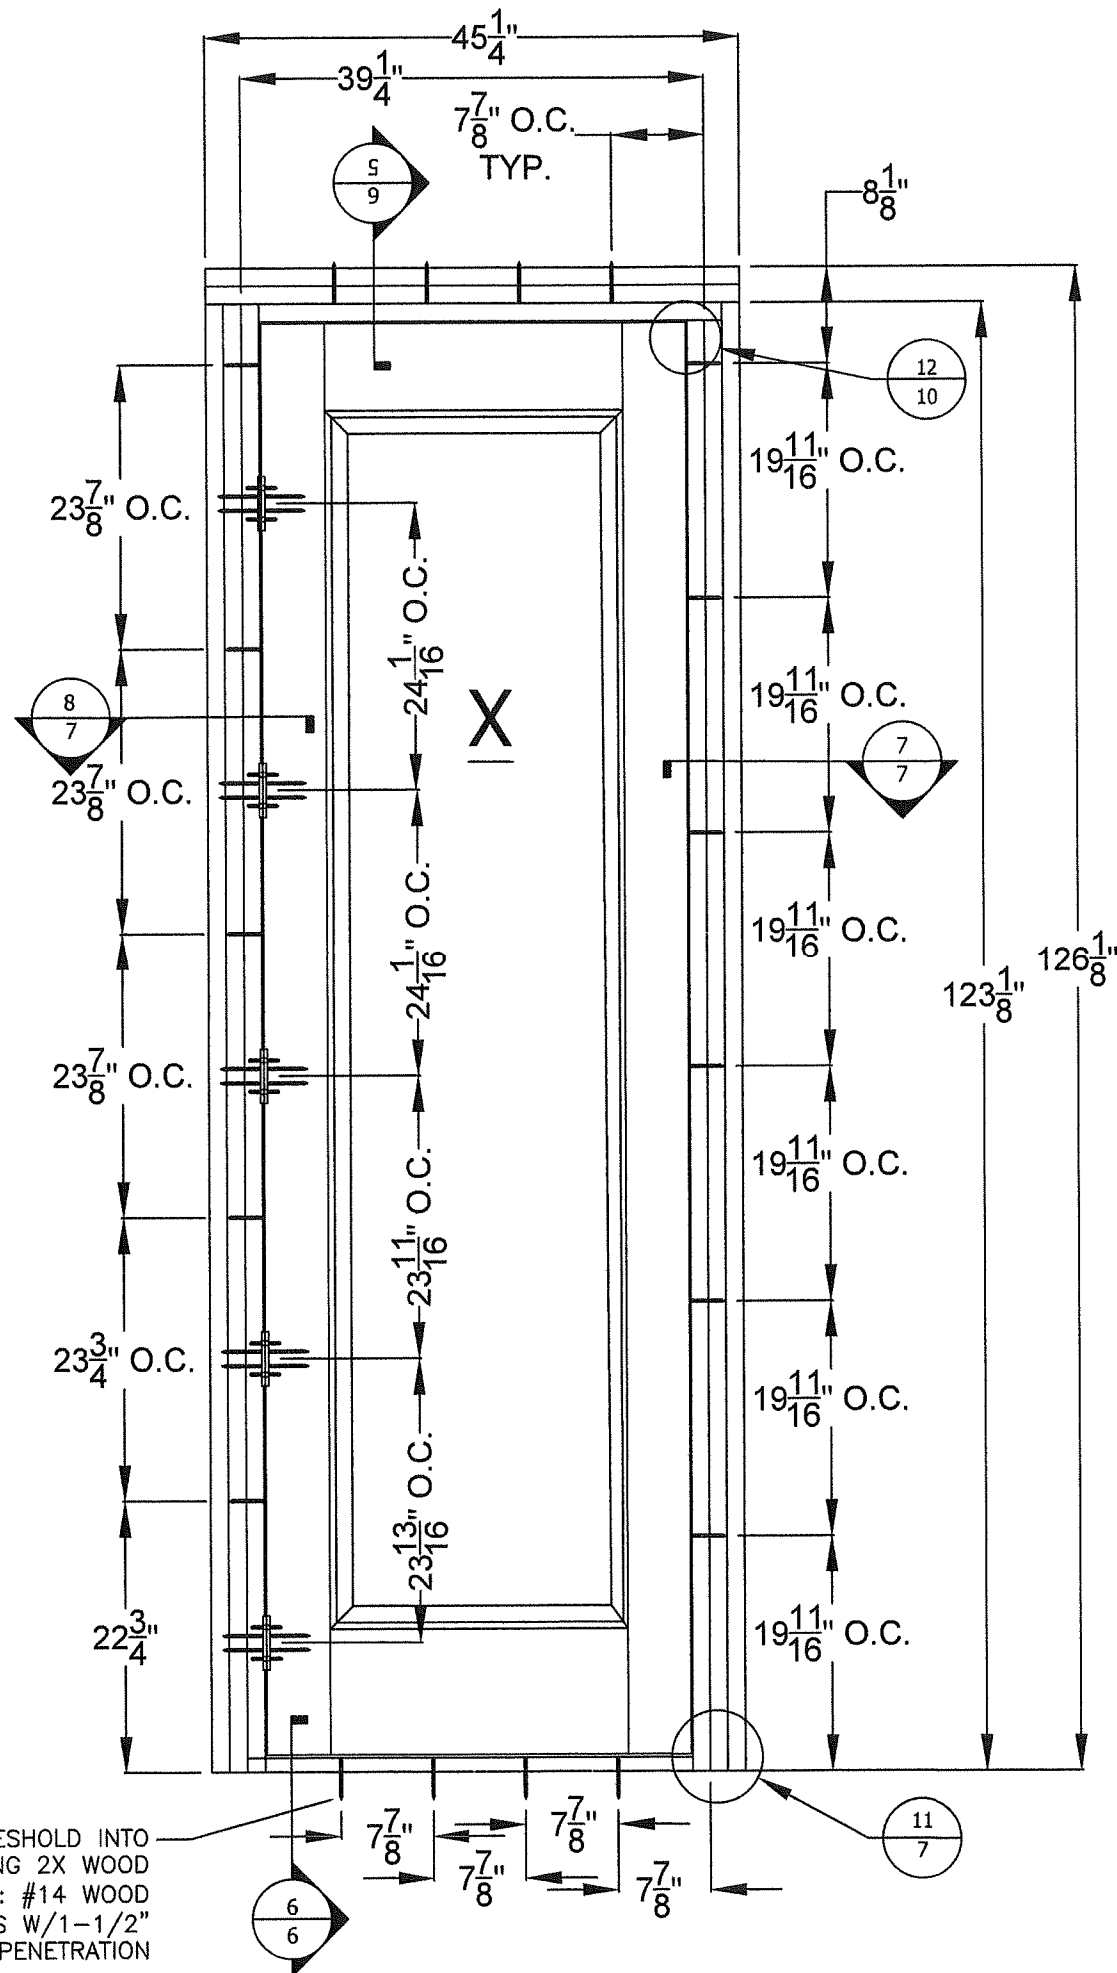 45 1/4"
39 1/4"
7 7/8" O.C.
TYP.
5
6
8 1/8"
12
10
23 7/8" O.C.
19 11/16" O.C.
24 1/16" O.C.
X
8
7
19 11/16" O.C.
7
7
23 7/8" O.C.
24 1/16" O.C.
19 11/16" O.C.
126 1/8"
123 1/8"
23 7/8" O.C.
23 11/16" O.C.
19 11/16" O.C.
23 3/4" O.C.
19 11/16" O.C.
23 13/16" O.C.
22 3/4"
19 11/16" O.C.
7 7/8"
7 7/8"
7 7/8"
7 7/8"
11
7
6
6
ESHOLD INTO
NG 2X WOOD
: #14 WOOD
S W/1-1/2"
PENETRATION